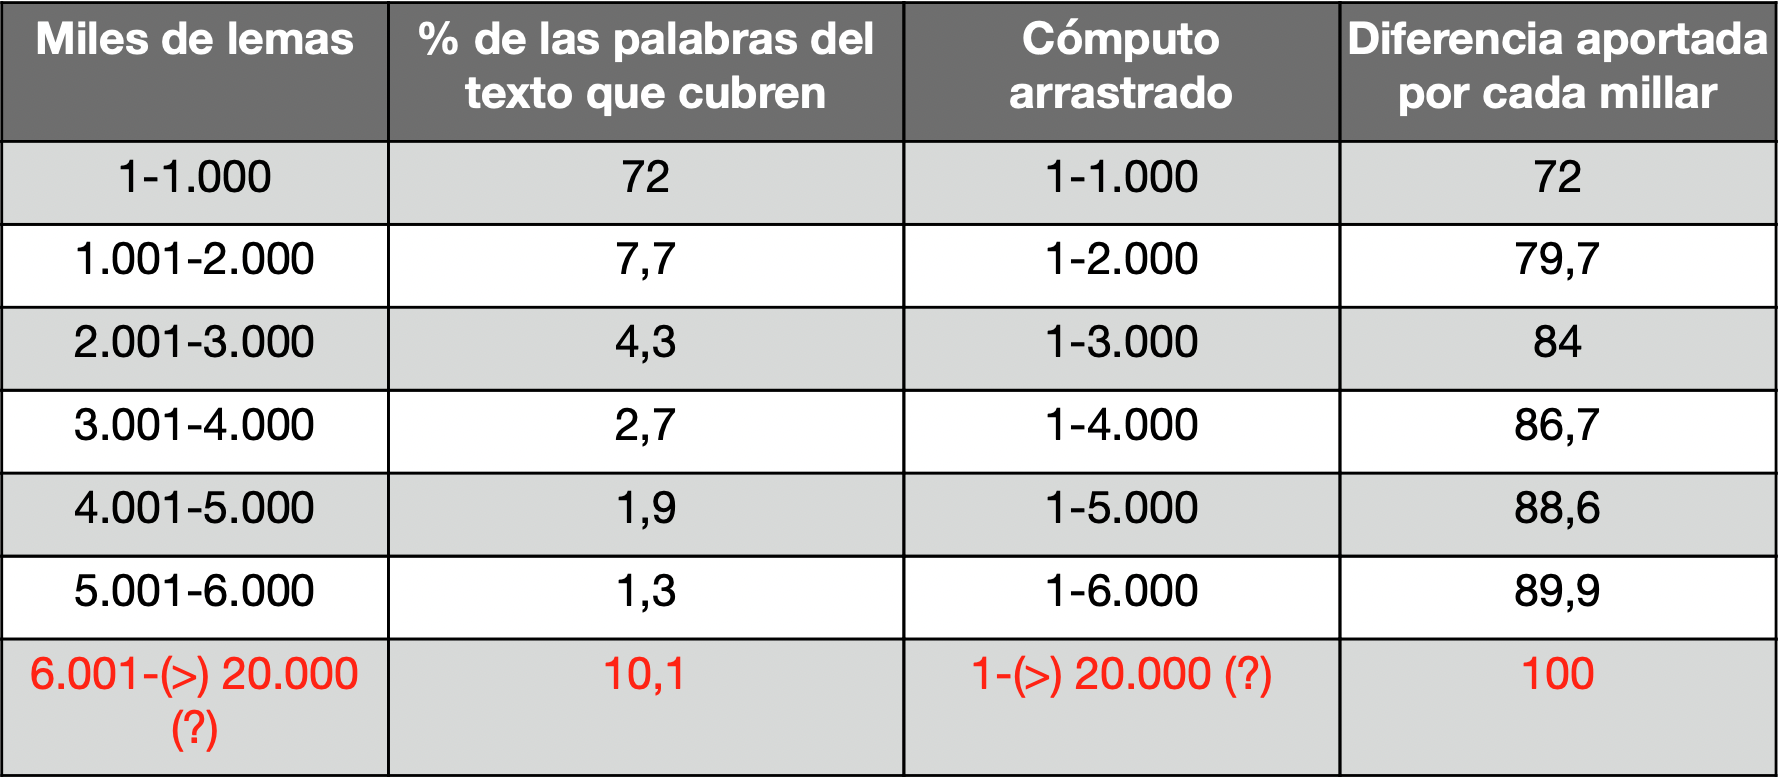 Miles de lemas % de las palabras del texto que cubren Cómputo arrastrado Diferencia aportada por cada millar
1-1.000 72 1-1.000 72
1.001-2.000 7,7 1-2.000 79,7
2.001-3.000 4,3 1-3.000 84
3.001-4.000 2,7 1-4.000 86,7
4.001-5.000 1,9 1-5.000 88,6
5.001-6.000 1,3 1-6.000 89,9
6.001-(>) 20.000 (?) 10,1 1-(>) 20.000 (?) 100